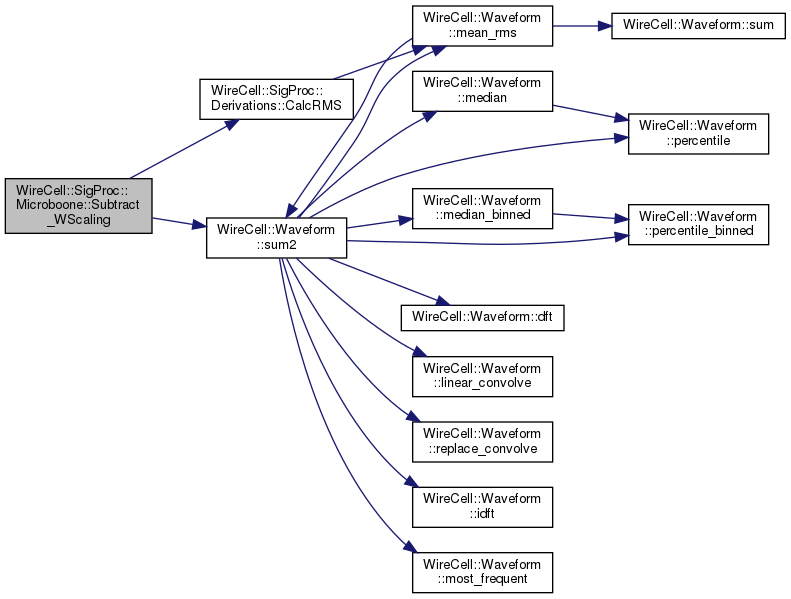 WireCell::SigProc::
Microboone::Subtract
_WScaling
WireCell::SigProc::
Derivations::CalcRMS
WireCell::Waveform
::sum2
WireCell::Waveform
::mean_rms
WireCell::Waveform
::median
WireCell::Waveform
::median_binned
WireCell::Waveform::dft
WireCell::Waveform
::linear_convolve
WireCell::Waveform
::replace_convolve
WireCell::Waveform
::idft
WireCell::Waveform
::most_frequent
WireCell::Waveform::sum
WireCell::Waveform
::percentile
WireCell::Waveform
::percentile_binned